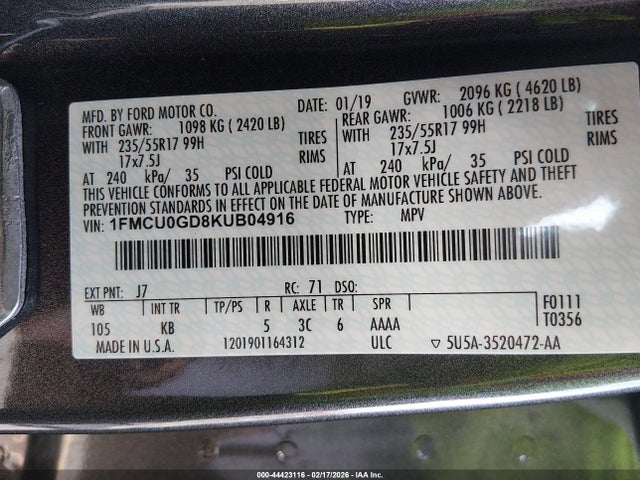 MFD. BY FORD MOTOR CO. DATE: 01/19 GVWR: 2096 KG ( 4620 LB)
FRONT GAWR: 1098 KG ( 2420 LB) REAR GAWR: 1006 KG ( 2218 LB)
WITH 235/55R17 99H TIRES WITH 235/55R17 99H TIRES
17x7.5J RIMS 17x7.5J RIMS
AT 240 kPa/ 35 PSI COLD AT 240 kPa/ 35 PSI COLD
THIS VEHICLE CONFORMS TO ALL APPLICABLE FEDERAL MOTOR VEHICLE SAFETY AND THEFT
PREVENTION STANDARDS IN EFFECT ON THE DATE OF MANUFACTURE SHOWN ABOVE.
VIN: 1FMCU0GD8KUB04916 TYPE: MPV
EXT PNT: J7 RC: 71 DSO:
WB INT TR TP/PS R AXLE TR SPR F0111
105 KB 5 3C 6 AAAA T0356
MADE IN U.S.A. 1201901164312 ULC ▽ 5U5A-3520472-AA
000-44423116 - 02/17/2026 - IAA Inc.